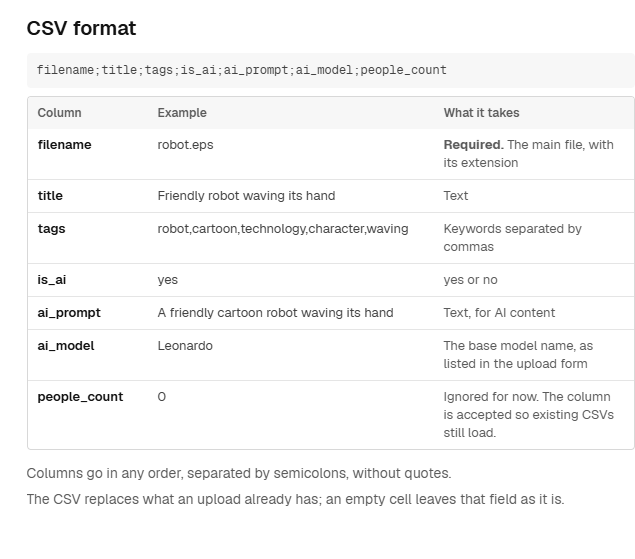 CSV format
filename;title;tags;is_ai;ai_prompt;ai_model;people_count
Column Example What it takes
filename robot.eps Required. The main file, with
its extension
title Friendly robot waving its hand Text
tags robot,cartoon,technology,character,waving Keywords separated by
commas
is_ai yes yes or no
ai_prompt A friendly cartoon robot waving its hand Text, for AI content
ai_model Leonardo The base model name, as
listed in the upload form
people_count 0 Ignored for now. The column
is accepted so existing CSVs
still load.
Columns go in any order, separated by semicolons, without quotes.
The CSV replaces what an upload already has; an empty cell leaves that field as it is.